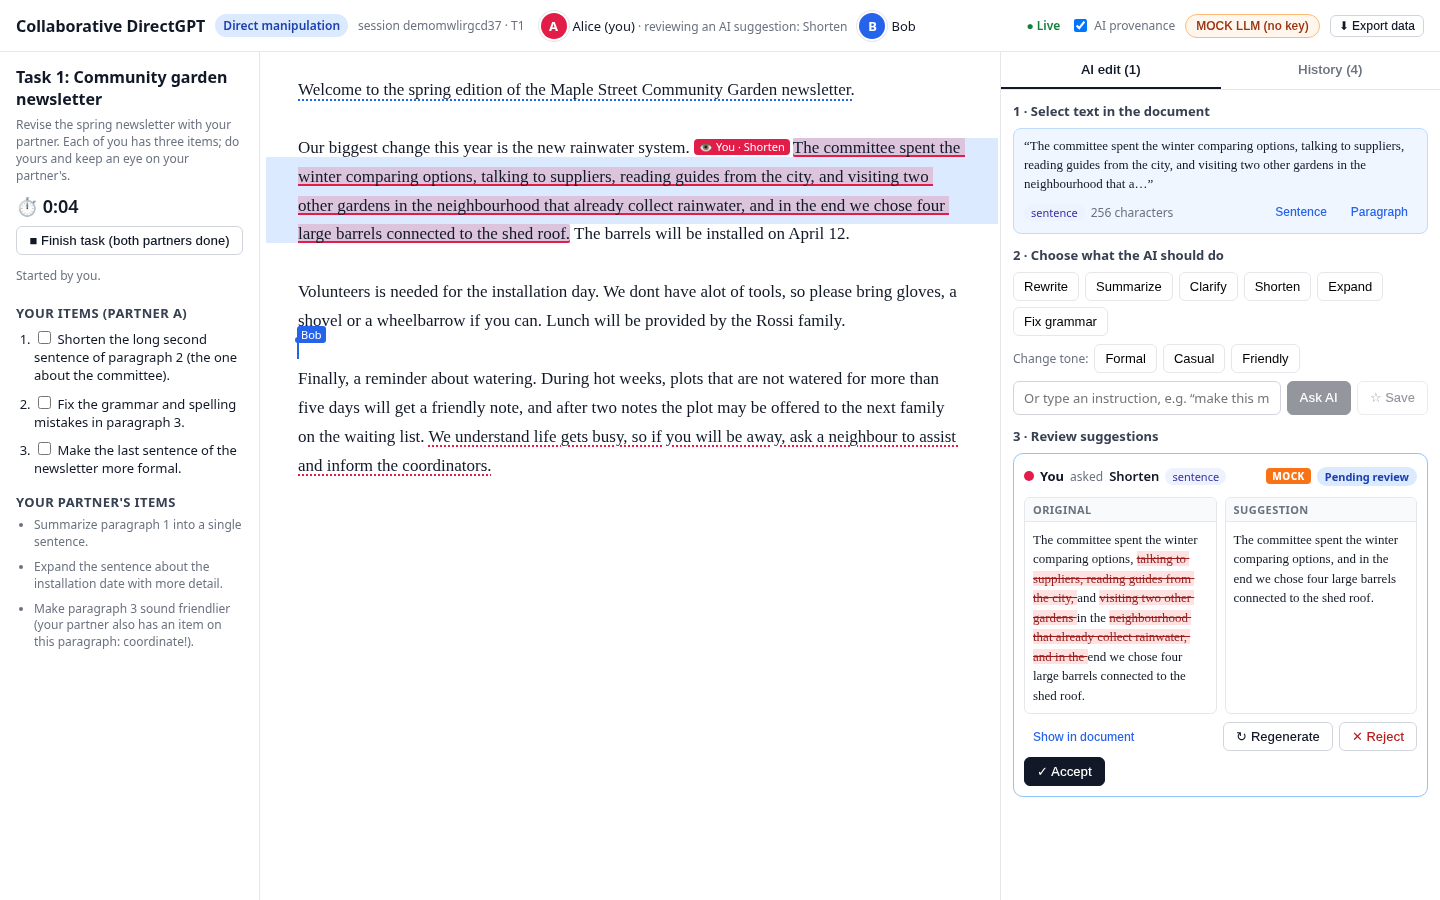 Collaborative DirectGPT
Direct manipulation
session demomwlirgcd37 · T1
A
Alice (you) · reviewing an AI suggestion: Shorten
B
Bob
● Live
AI provenance
MOCK LLM (no key)
⬇ Export data
Task 1: Community garden
newsletter
Revise the spring newsletter with your
partner. Each of you has three items; do
yours and keep an eye on your
partner's.
⏱ 0:04
■ Finish task (both partners done)
Started by you.
YOUR ITEMS (PARTNER A)
1. Shorten the long second
sentence of paragraph 2 (the one
about the committee).
2. Fix the grammar and spelling
mistakes in paragraph 3.
3. Make the last sentence of the
newsletter more formal.
YOUR PARTNER'S ITEMS
• Summarize paragraph 1 into a single
sentence.
• Expand the sentence about the
installation date with more detail.
• Make paragraph 3 sound friendlier
(your partner also has an item on
this paragraph: coordinate!).
Welcome to the spring edition of the Maple Street Community Garden newsletter.
Our biggest change this year is the new rainwater system. 👁 You · Shorten The committee spent the
winter comparing options, talking to suppliers, reading guides from the city, and visiting two
other gardens in the neighbourhood that already collect rainwater, and in the end we chose four
large barrels connected to the shed roof. The barrels will be installed on April 12.
Volunteers is needed for the installation day. We dont have alot of tools, so please bring gloves, a
shovel or a wheelbarrow if you can. Lunch will be provided by the Rossi family.
Bob
Finally, a reminder about watering. During hot weeks, plots that are not watered for more than
five days will get a friendly note, and after two notes the plot may be offered to the next family
on the waiting list. We understand life gets busy, so if you will be away, ask a neighbour to assist
and inform the coordinators.
AI edit (1)
History (4)
1 · Select text in the document
“The committee spent the winter comparing options, talking to suppliers,
reading guides from the city, and visiting two other gardens in the
neighbourhood that a…”
sentence 256 characters
Sentence
Paragraph
2 · Choose what the AI should do
Rewrite
Summarize
Clarify
Shorten
Expand
Fix grammar
Change tone:
Formal
Casual
Friendly
Or type an instruction, e.g. “make this m
Ask AI
☆ Save
3 · Review suggestions
You asked Shorten sentence
MOCK
Pending review
ORIGINAL
The committee spent the winter
comparing options, talking to
suppliers, reading guides from
the city, and visiting two other
gardens in the neighbourhood
that already collect rainwater,
and in the end we chose four
large barrels connected to the
shed roof.
SUGGESTION
The committee spent the winter
comparing options, and in the
end we chose four large barrels
connected to the shed roof.
Show in document
↻ Regenerate
✕ Reject
✓ Accept